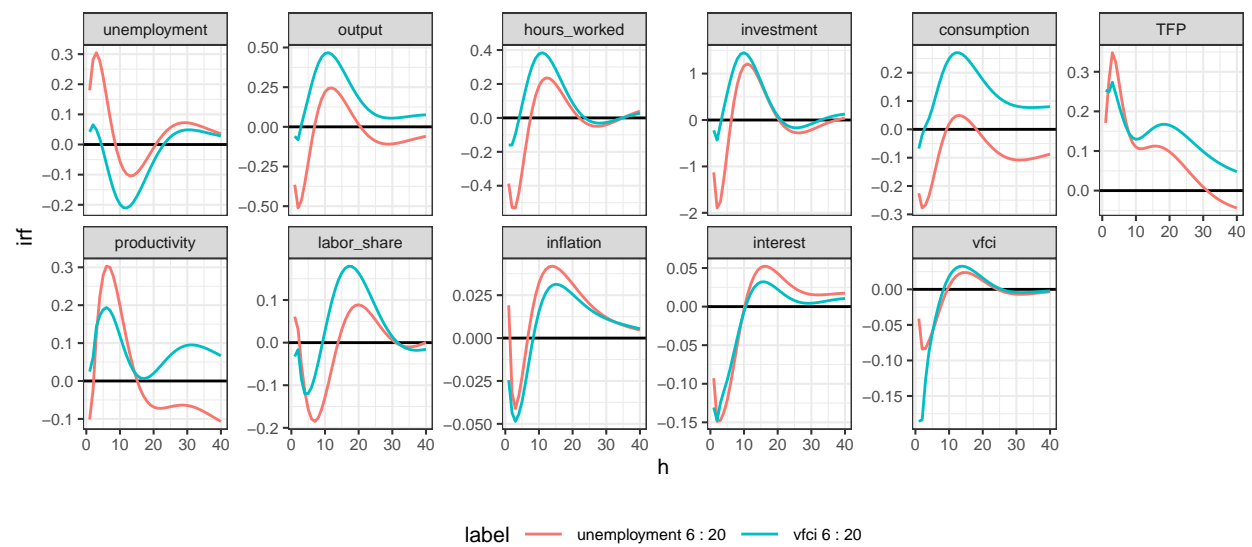 unemployment output hours_worked investment consumption TFP
0.3 0.2 0.1 0.0 −0.1 −0.2
0.50 0.25 0.00 −0.25 −0.50
0.4 0.2 0.0 −0.2 −0.4
1 0 −1 −2
0.2 0.1 0.0 −0.1 −0.2 −0.3
0.3 0.2 0.1 0.0
0 10 20 30 40
irf
productivity labor_share inflation interest vfci
0.3 0.2 0.1 0.0 −0.1
0.1 0.0 −0.1 −0.2
0.025 0.000 −0.025 −0.050
0.05 0.00 −0.05 −0.10 −0.15
0.00 −0.05 −0.10 −0.15
0 10 20 30 40 0 10 20 30 40 0 10 20 30 40 0 10 20 30 40 0 10 20 30 40
h
label unemployment 6 : 20 vfci 6 : 20